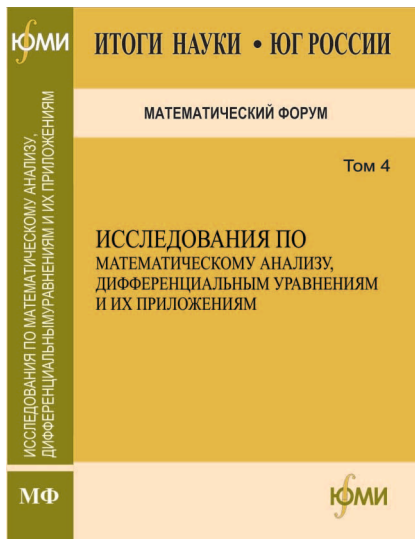 ЮМИ
ИТОГИ НАУКИ • ЮГ РОССИИ
МАТЕМАТИЧЕСКИЙ ФОРУМ
Том 4
ИССЛЕДОВАНИЯ ПО
МАТЕМАТИЧЕСКОМУ АНАЛИЗУ,
ДИФФЕРЕНЦИАЛЬНЫМ УРАВНЕНИЯМ
И ИХ ПРИЛОЖЕНИЯМ
ИССЛЕДОВАНИЯ ПО МАТЕМАТИЧЕСКОМУ АНАЛИЗУ,
ДИФФЕРЕНЦИАЛЬНЫМУРАВНЕНИЯМ И ИХ ПРИЛОЖЕНИЯМ
МФ
ЮМИ